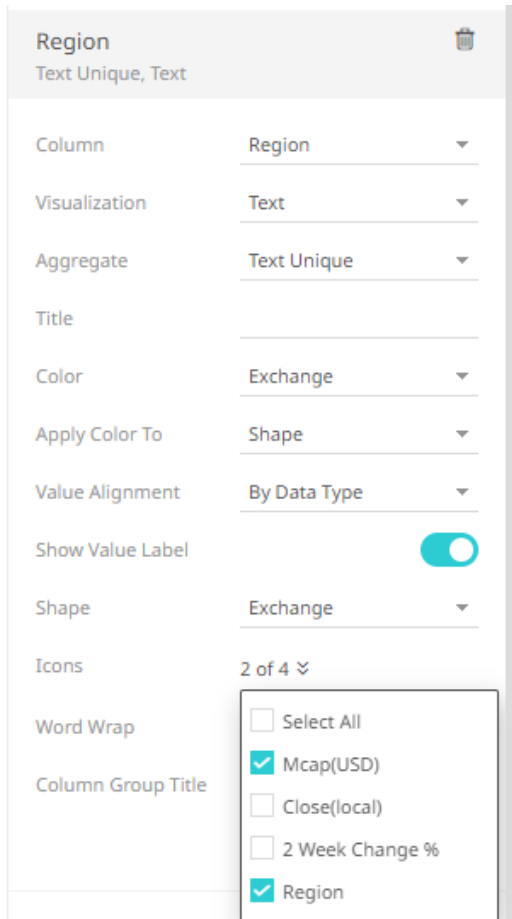 Region
Text Unique, Text
Column Region
Visualization Text
Aggregate Text Unique
Title
Color Exchange
Apply Color To Shape
Value Alignment By Data Type
Show Value Label
Shape Exchange
Icons 2 of 4
Word Wrap
Column Group Title
Select All
Mcap(USD)
Close(local)
2 Week Change %
Region